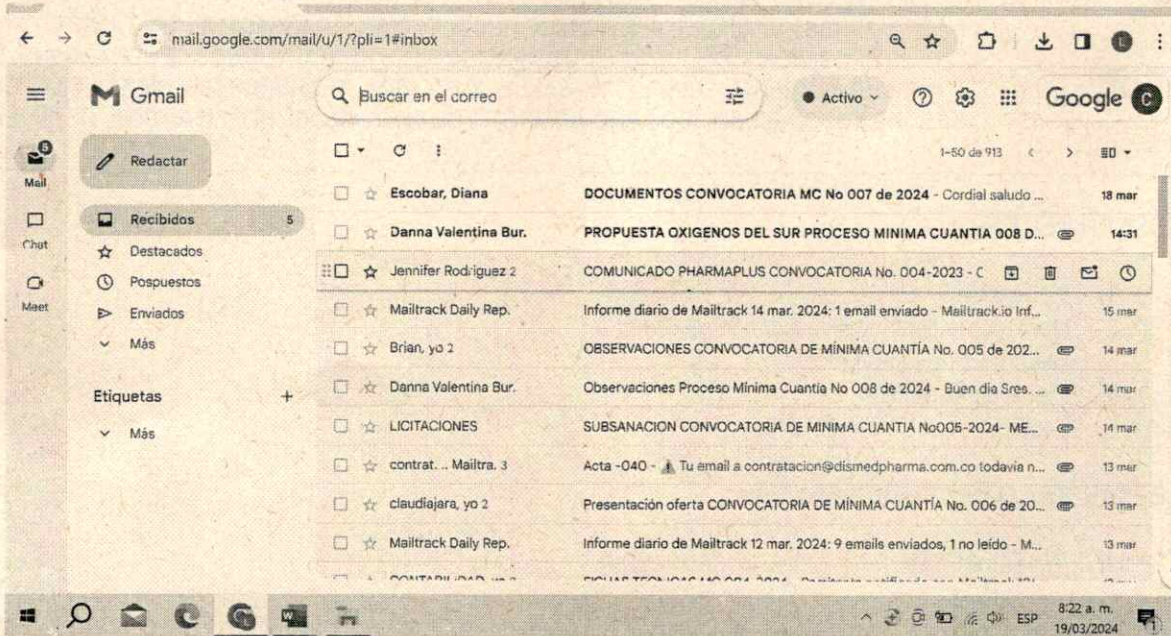 mail.google.com/mail/u/1/?pli=1#inbox
L
Gmail
Buscar en el correo
Activo
Google C
5
Mail
Chat
Meet
Redactar
Recibidos 5
Destacados
Pospuestos
Enviados
Más
Etiquetas +
Más
1-50 de 913
Escobar, Diana DOCUMENTOS CONVOCATORIA MC No 007 de 2024 - Cordial saludo ... 18 mar
Danna Valentina Bur. PROPUESTA OXIGENOS DEL SUR PROCESO MINIMA CUANTIA 008 D... 14:31
Jennifer Rodriguez 2 COMUNICADO PHARMAPLUS CONVOCATORIA No. 004-2023 - C
Mailtrack Daily Rep. Informe diario de Mailtrack 14 mar. 2024: 1 email enviado - Mailtrack.io Inf... 15 mar
Brian, yo 2 OBSERVACIONES CONVOCATORIA DE MÍNIMA CUANTÍA No. 005 de 202... 14 mar
Danna Valentina Bur. Observaciones Proceso Mínima Cuantía No 008 de 2024 - Buen día Sres. ... 14 mar
LICITACIONES SUBSANACION CONVOCATORIA DE MINIMA CUANTIA No005-2024- ME... 14 mar
contrat. .. Mailtra. 3 Acta -040 - Tu email a contratacion@dismedpharma.com.co todavía n... 13 mar
claudiajara, yo 2 Presentación oferta CONVOCATORIA DE MÍNIMA CUANTÍA No. 006 de 20... 13 mar
Mailtrack Daily Rep. Informe diario de Mailtrack 12 mar. 2024: 9 emails enviados, 1 no leído - M... 13 mar
ESP
8:22 a. m.
19/03/2024